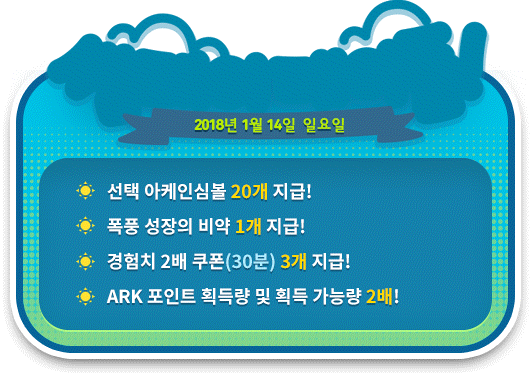 2018년 1월 14일 일요일
선택 아케인심볼 20개 지급!
폭풍 성장의 비약 1개 지급!
경험치 2배 쿠폰(30분) 3개 지급!
ARK 포인트 획득량 및 획득 가능량 2배!